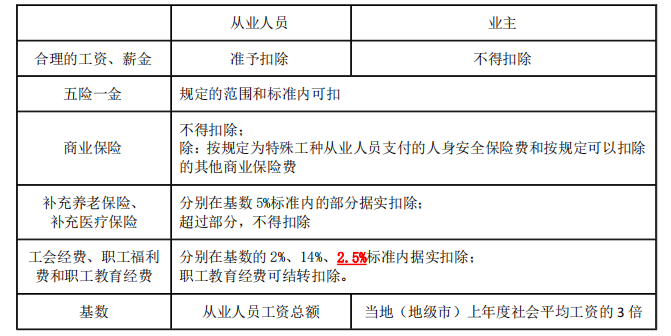 从业人员 业主
合理的工资、薪金 准予扣除 不得扣除
五险一金 规定的范围和标准内可扣
商业保险 不得扣除；
除：按规定为特殊工种从业人员支付的人身安全保险费和按规定可以扣除
的其他商业保险费
补充养老保险、
补充医疗保险
分别在基数 5%标准内的部分据实扣除；
超过部分，不得扣除
工会经费、职工福利
费和职工教育经费
分别在基数的 2%、14%、2.5%标准内据实扣除；
职工教育经费可结转扣除。
基数 从业人员工资总额 当地（地级市）上年度社会平均工资的 3 倍